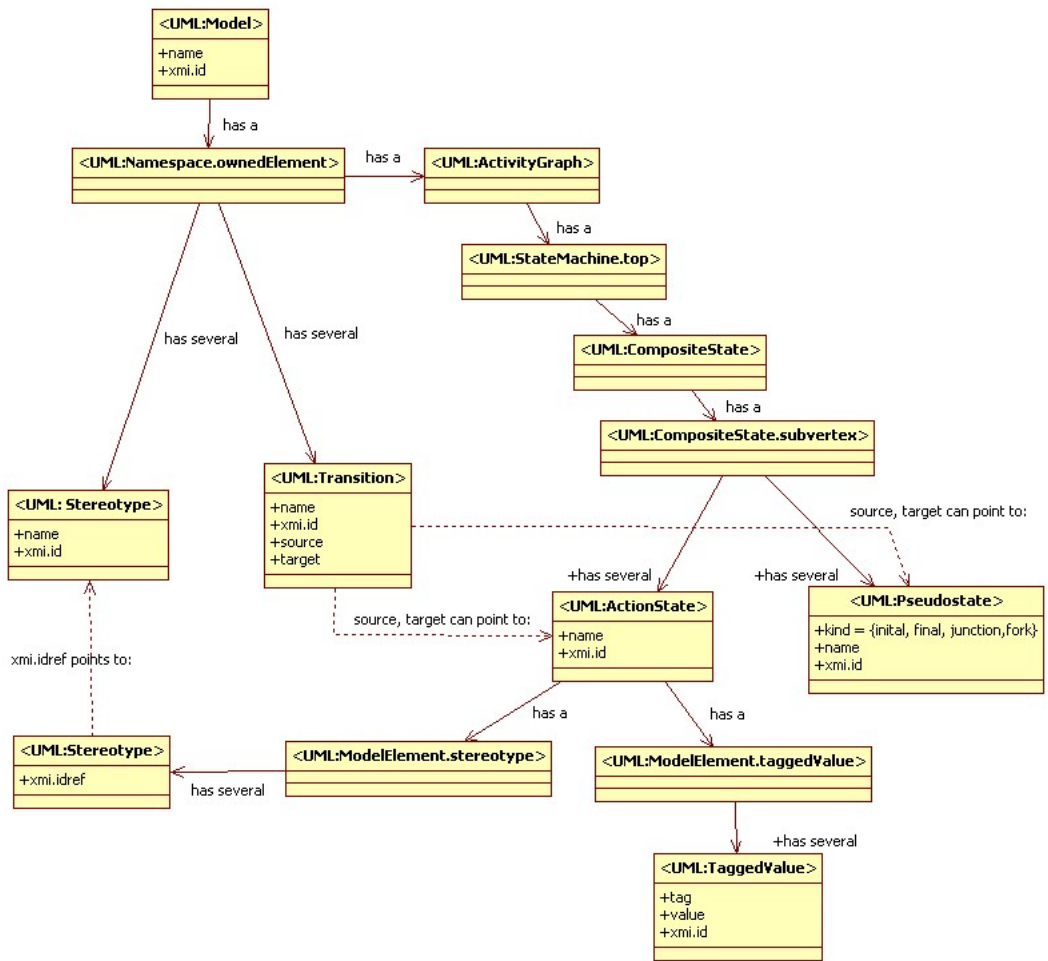 <UML:Model>
+name
+xmi.id
has a
<UML:Namespace.ownedElement>
has a
<UML:ActivityGraph>
has a
<UML:StateMachine.top>
has a
<UML:CompositeState>
has a
<UML:CompositeState.subvertex>
has several
has several
<UML: Stereotype>
+name
+xmi.id
<UML:Transition>
+name
+xmi.id
+source
+target
source, target can point to:
+has several
+has several
<UML:ActionState>
+name
+xmi.id
<UML:Pseudostate>
+kind = {inital, final, junction,fork}
+name
+xmi.id
source, target can point to:
xmi.idref points to:
has a
has a
<UML:Stereotype>
+xmi.idref
has several
<UML:ModelElement.stereotype>
<UML:ModelElement.taggedValue>
+has several
<UML:TaggedValue>
+tag
+value
+xmi.id